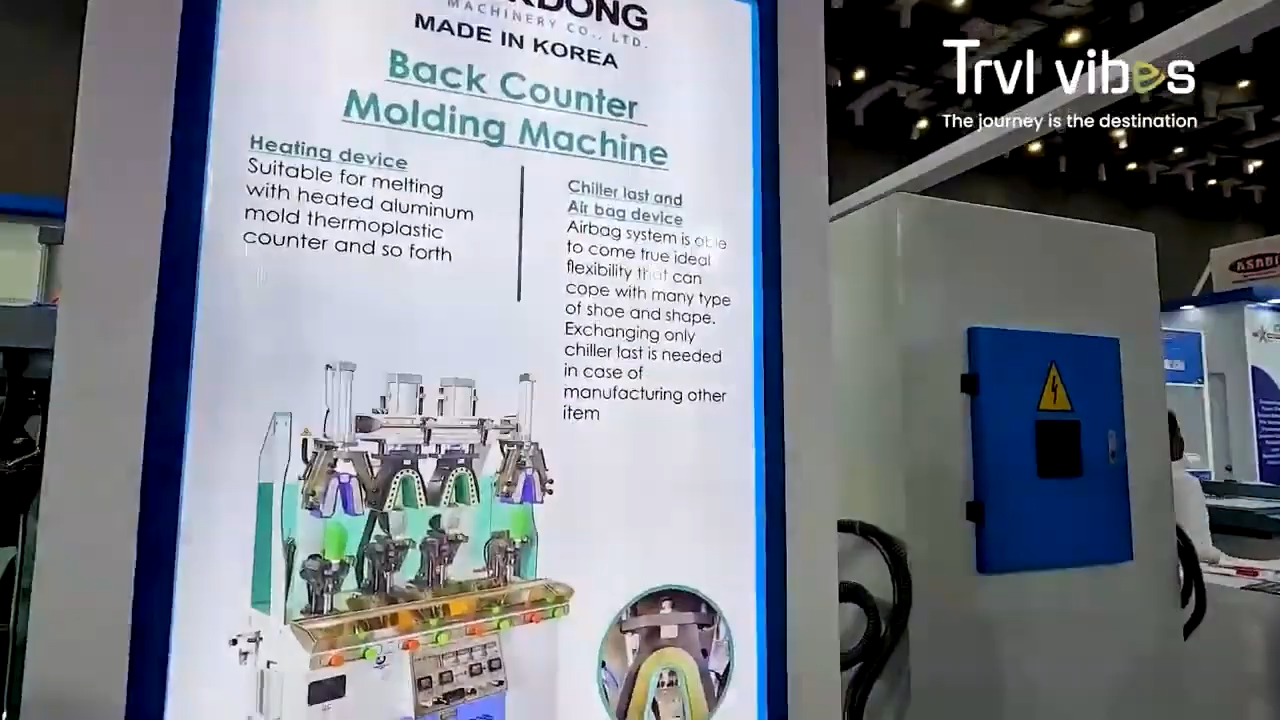 MACHINERY CO., LTD.
MADE IN KOREA
Back Counter
Molding Machine
Heating device
Suitable for melting
with heated aluminum
mold thermoplastic
counter and so forth
Chiller last and
Air bag device
Airbag system is able
to come true ideal
flexibility that can
cope with many type
of shoe and shape.
Exchanging only
chiller last is needed
in case of
manufacturing other
item
Trvl vibes
The journey is the destination